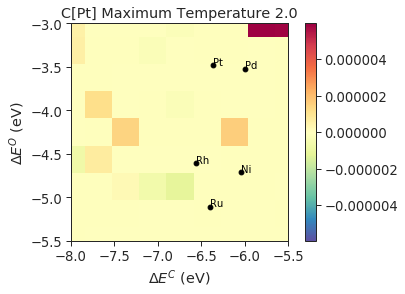 C[Pt] Maximum Temperature 2.0
−3.0
−3.5
−4.0
−4.5
−5.0
−5.5
ΔE^O (eV)
Pt
Pd
Rh
Ni
Ru
−8.0 −7.5 −7.0 −6.5 −6.0 −5.5
ΔE^C (eV)
0.000004
0.000002
0.000000
−0.000002
−0.000004